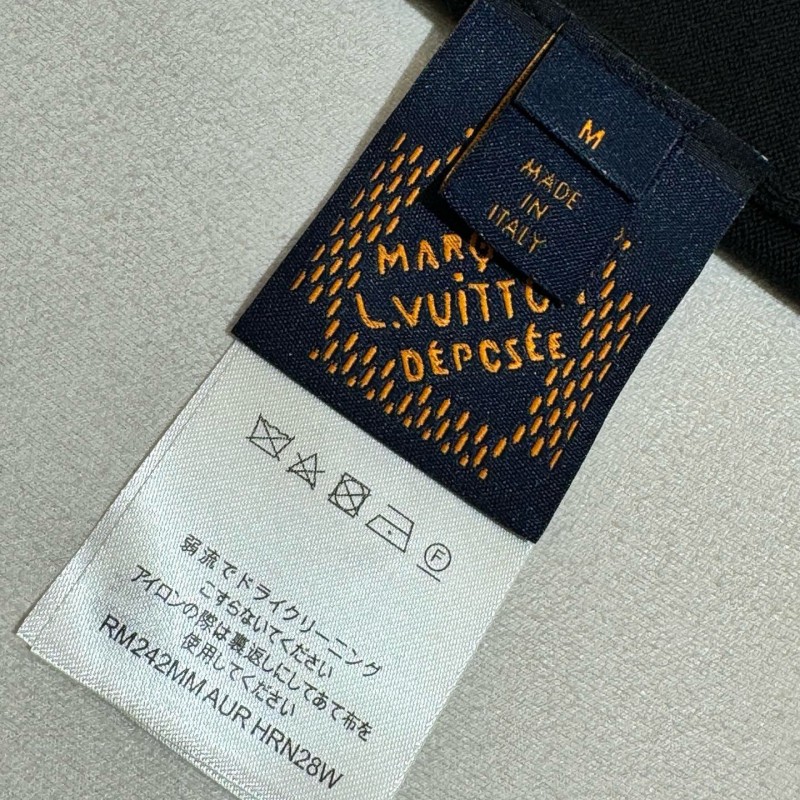 M
MADE
IN
ITALY
L.VUITTO
DÉPOSÉE
F
弱流でドライクリーニング
こすらないでください
アイロンの際は裏返しにしてあて布を
使用してください
RM242MM AUR HRN28W